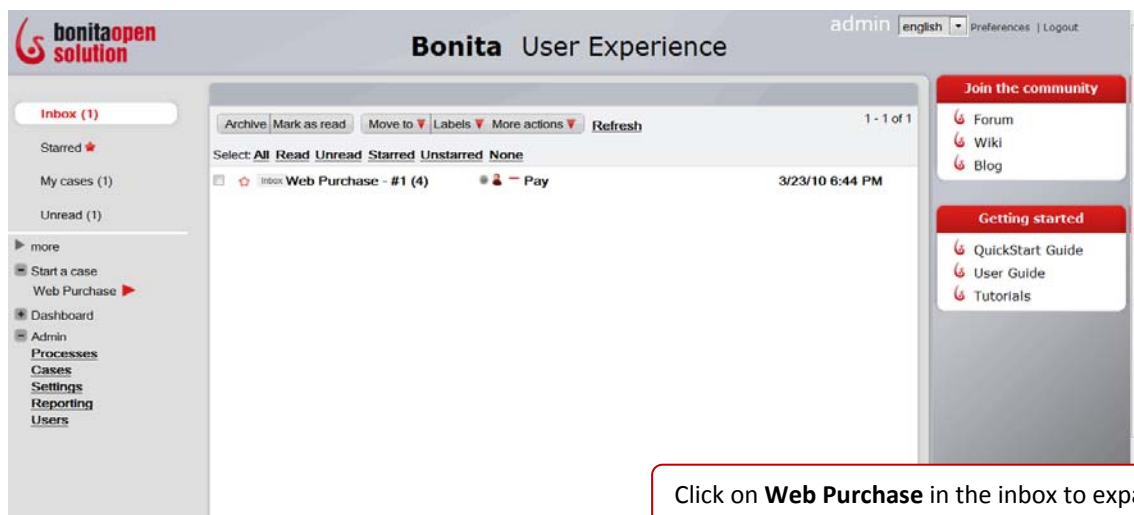 bonitaopen
solution
Bonita User Experience
admin english Preferences | Logout
Inbox (1)
Starred
My cases (1)
Unread (1)
more
Start a case
Web Purchase
Dashboard
Admin
Processes
Cases
Settings
Reporting
Users
Archive Mark as read Move to Labels More actions Refresh 1 - 1 of 1
Select: All Read Unread Starred Unstarred None
Inbox Web Purchase - #1 (4) Pay 3/23/10 6:44 PM
Join the community
Forum
Wiki
Blog
Getting started
QuickStart Guide
User Guide
Tutorials
Click on Web Purchase in the inbox to